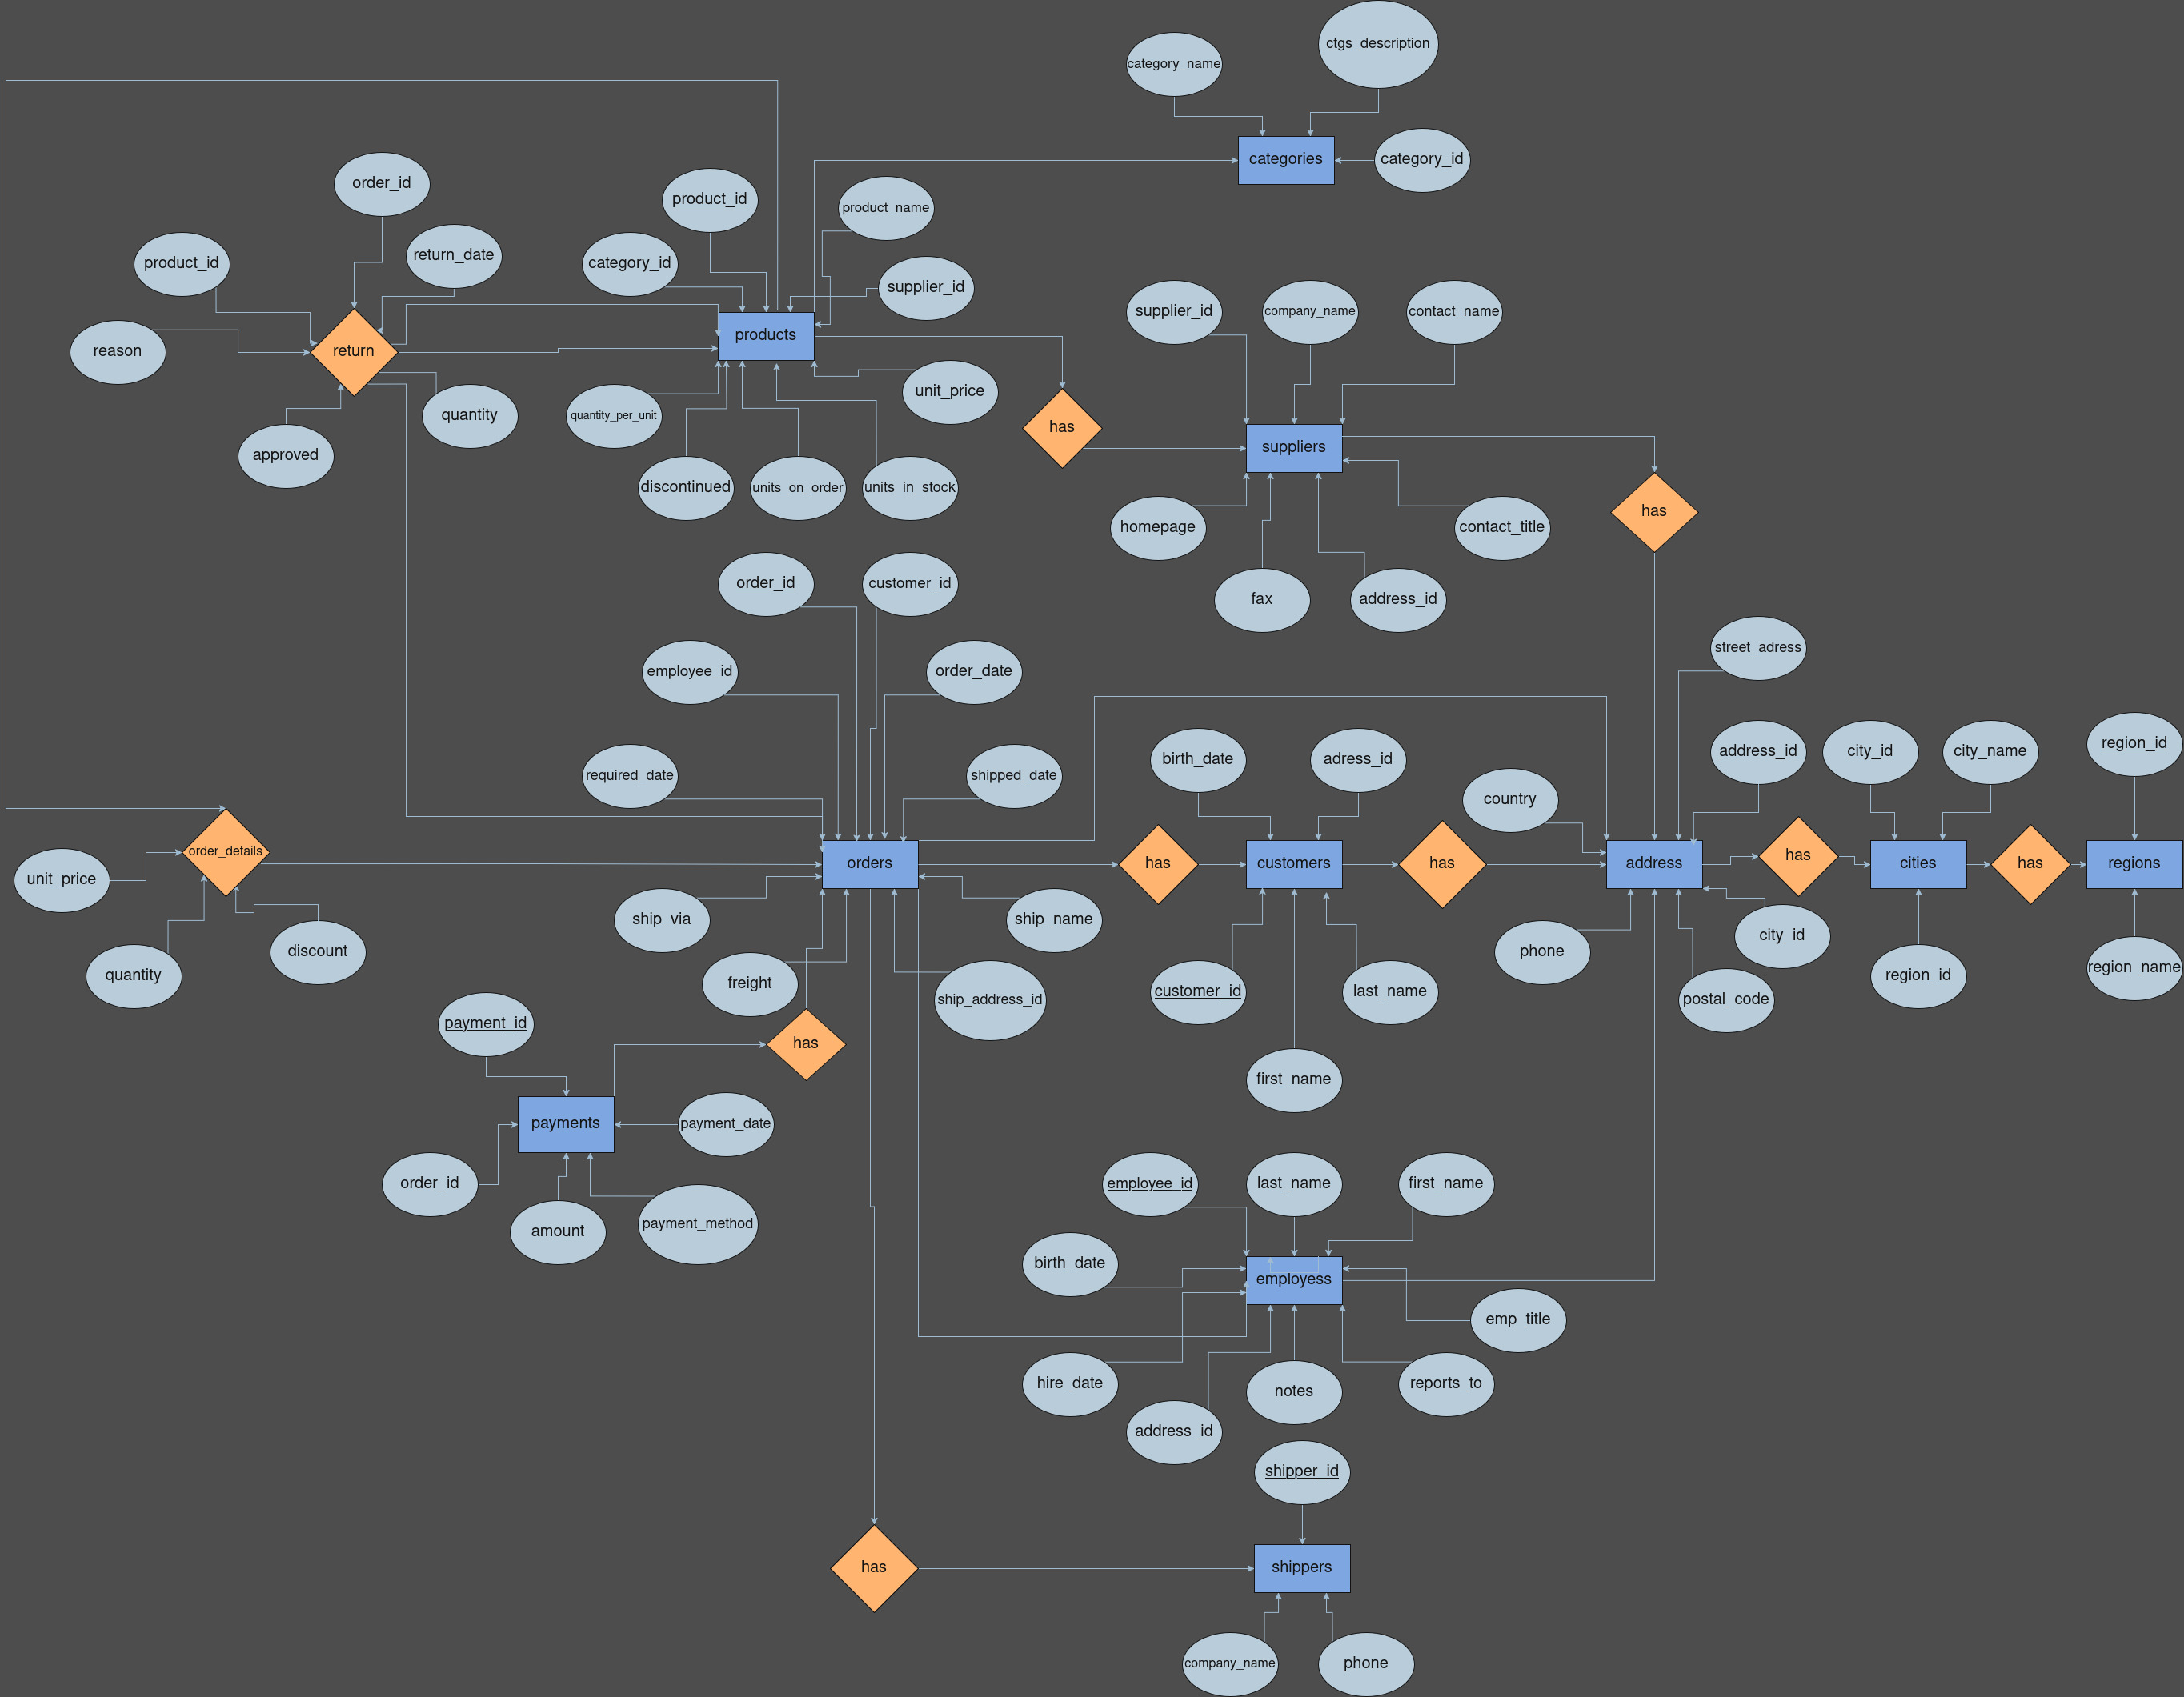 ctgs_description
category_name
categories
category_id
order_id
product_id
product_name
return_date
product_id
category_id
supplier_id
supplier_id
company_name
contact_name
reason
return
products
unit_price
quantity
quantity_per_unit
has
approved
suppliers
discontinued
units_on_order
units_in_stock
has
homepage
contact_title
order_id
customer_id
fax
address_id
street_adress
employee_id
order_date
region_id
address_id
city_id
city_name
birth_date
adress_id
required_date
shipped_date
country
order_details
orders
has
customers
has
address
has
cities
has
regions
unit_price
ship_via
ship_name
city_id
discount
phone
region_name
quantity
region_id
freight
customer_id
last_name
ship_address_id
postal_code
payment_id
has
first_name
payments
payment_date
order_id
employee_id
last_name
first_name
amount
payment_method
birth_date
employess
emp_title
hire_date
notes
reports_to
address_id
shipper_id
has
shippers
company_name
phone